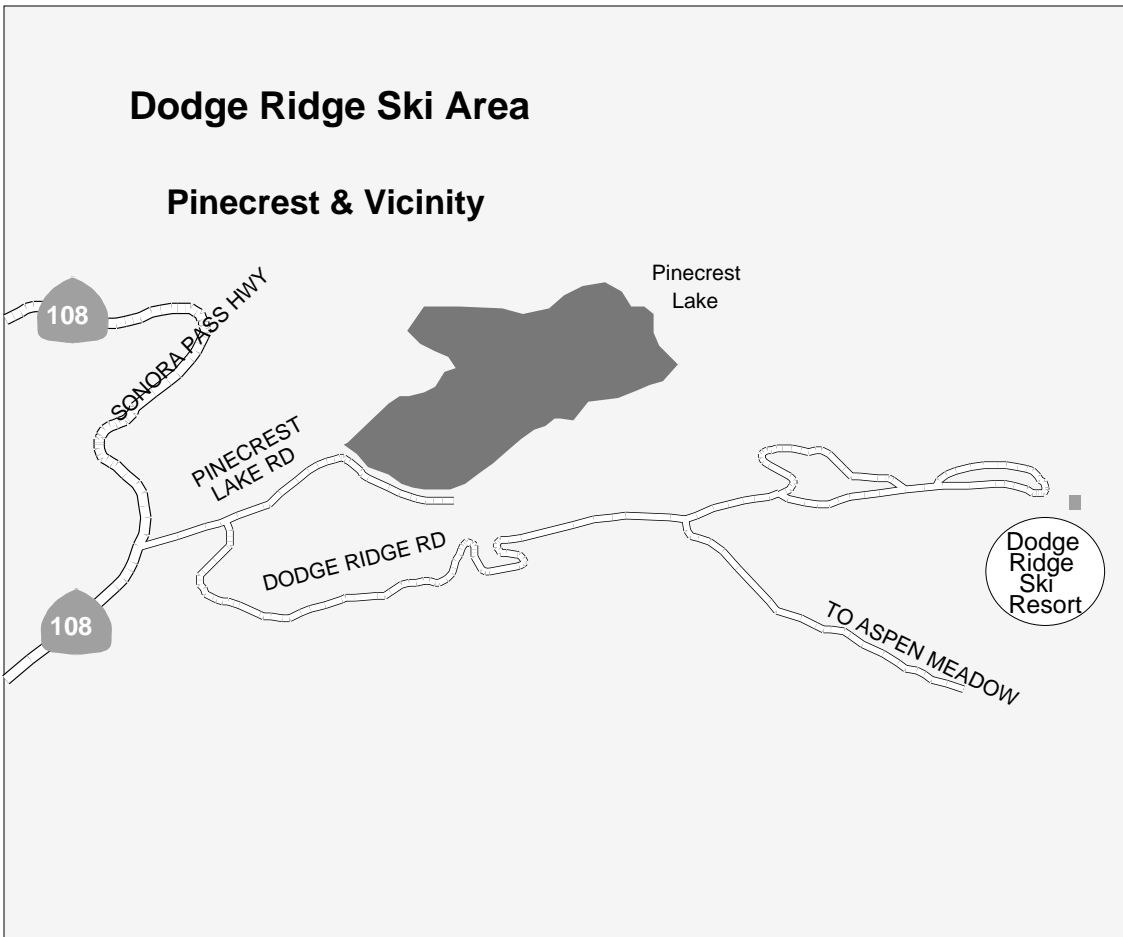 Dodge Ridge Ski Area
Pinecrest & Vicinity
Pinecrest
Lake
108
SONORA PASS HWY
PINECREST
LAKE RD
DODGE RIDGE RD
Dodge
Ridge
Ski
Resort
108
TO ASPEN MEADOW